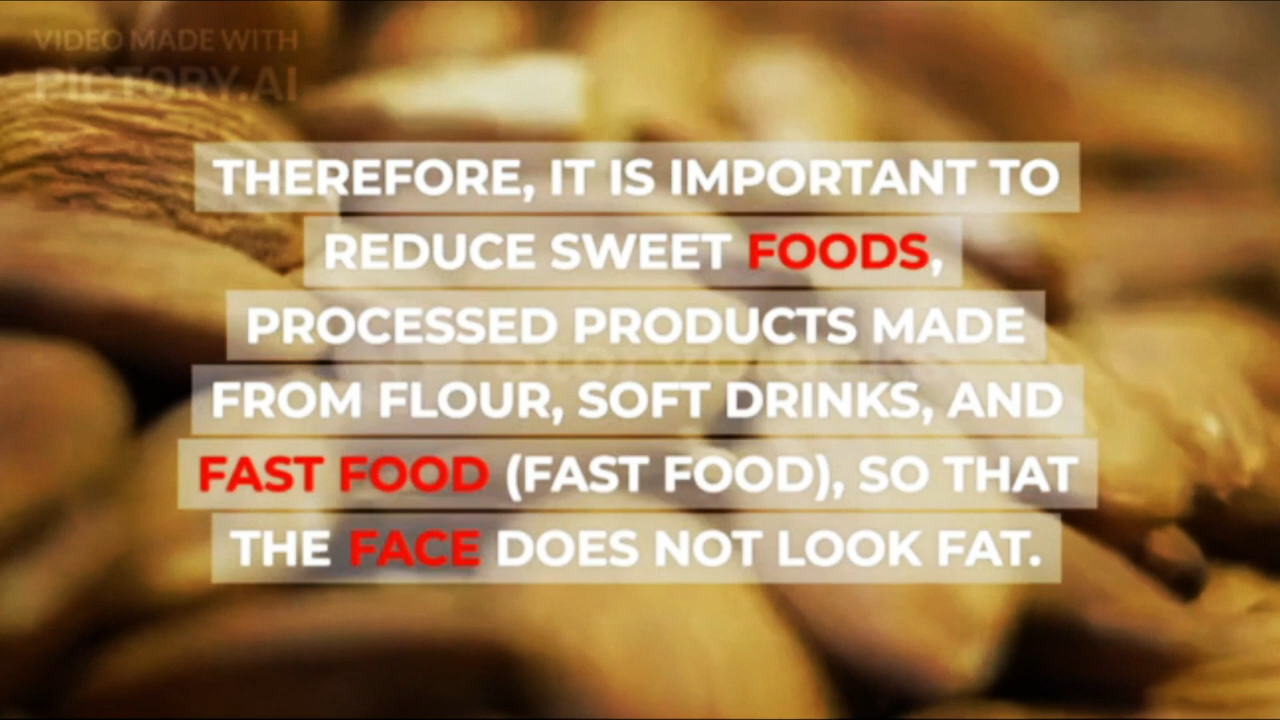 VIDEO MADE WITH
PICTORY.AI
THEREFORE, IT IS IMPORTANT TO
REDUCE SWEET FOODS,
PROCESSED PRODUCTS MADE
FROM FLOUR, SOFT DRINKS, AND
FAST FOOD (FAST FOOD), SO THAT
THE FACE DOES NOT LOOK FAT.